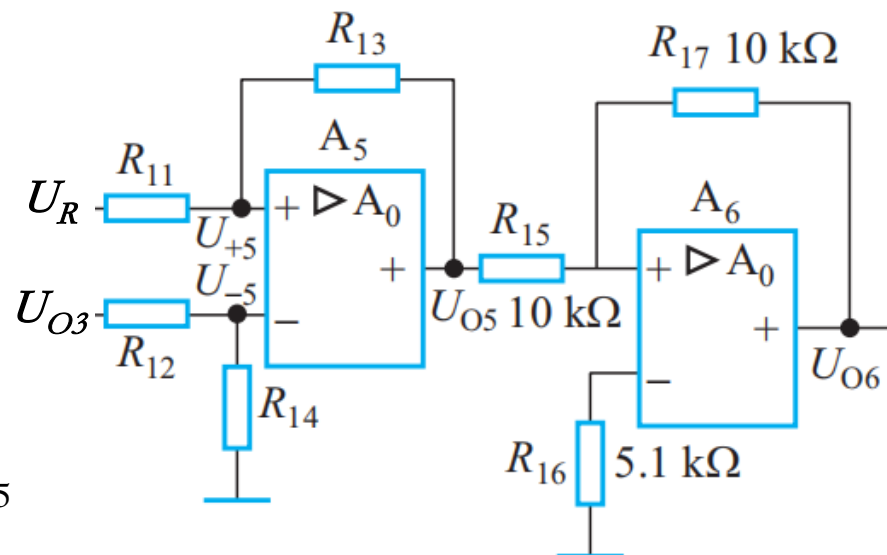 R13
R17 10 kΩ
A5
R11
A6
UR
+ ▷ A0
R15
U+5
+
+ ▷ A0
U−5
UO3
−
UO5 10 kΩ
+
R12
UO6
−
R14
R16 5.1 kΩ
5